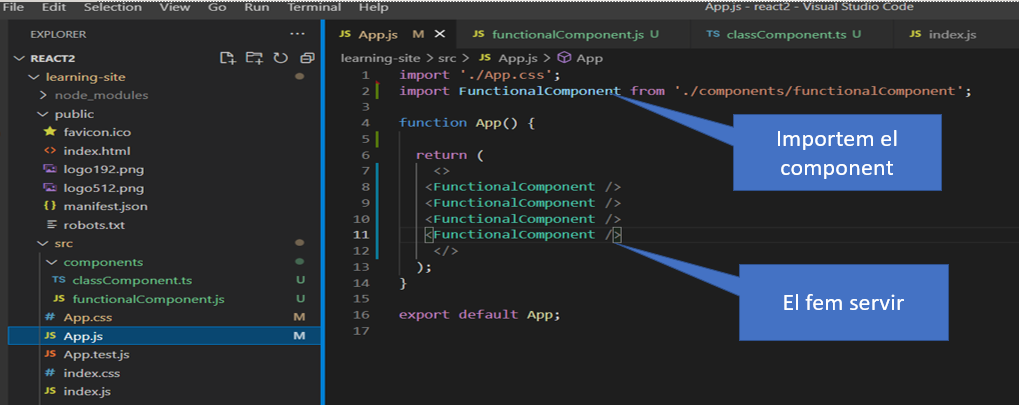 File Edit Selection View Go Run Terminal Help App.js - react2 - Visual Studio Code
EXPLORER ···
REACT2
learning-site
node_modules
public
favicon.ico
<> index.html
logo192.png
logo512.png
{} manifest.json
robots.txt
src
components
TS classComponent.ts U
JS functionalComponent.js U
# App.css M
JS App.js M
JS App.test.js
# index.css
JS index.js
JS App.js M × JS functionalComponent.js U TS classComponent.ts U JS index.js
learning-site > src > JS App.js > App
1 import './App.css';
2 import FunctionalComponent from './components/functionalComponent';
3
4 function App() {
5
6 return (
7 <>
8 <FunctionalComponent />
9 <FunctionalComponent />
10 <FunctionalComponent />
11 <FunctionalComponent />
12 </>
13 );
14 }
15
16 export default App;
17
Importem el
component
El fem servir